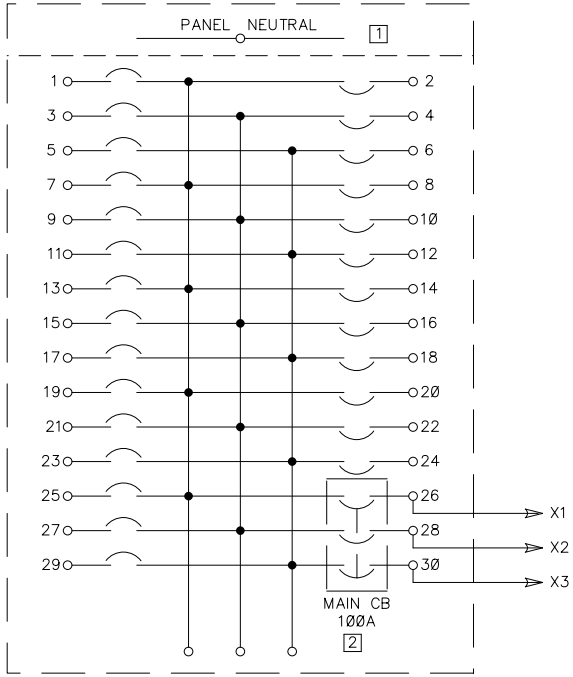 PANEL NEUTRAL 1
1 2
3 4
5 6
7 8
9 1Ø
11 12
13 14
15 16
17 18
19 2Ø
21 22
23 24
25 26
X1
27 28
X2
29 3Ø
X3
MAIN CB
1ØØA
2